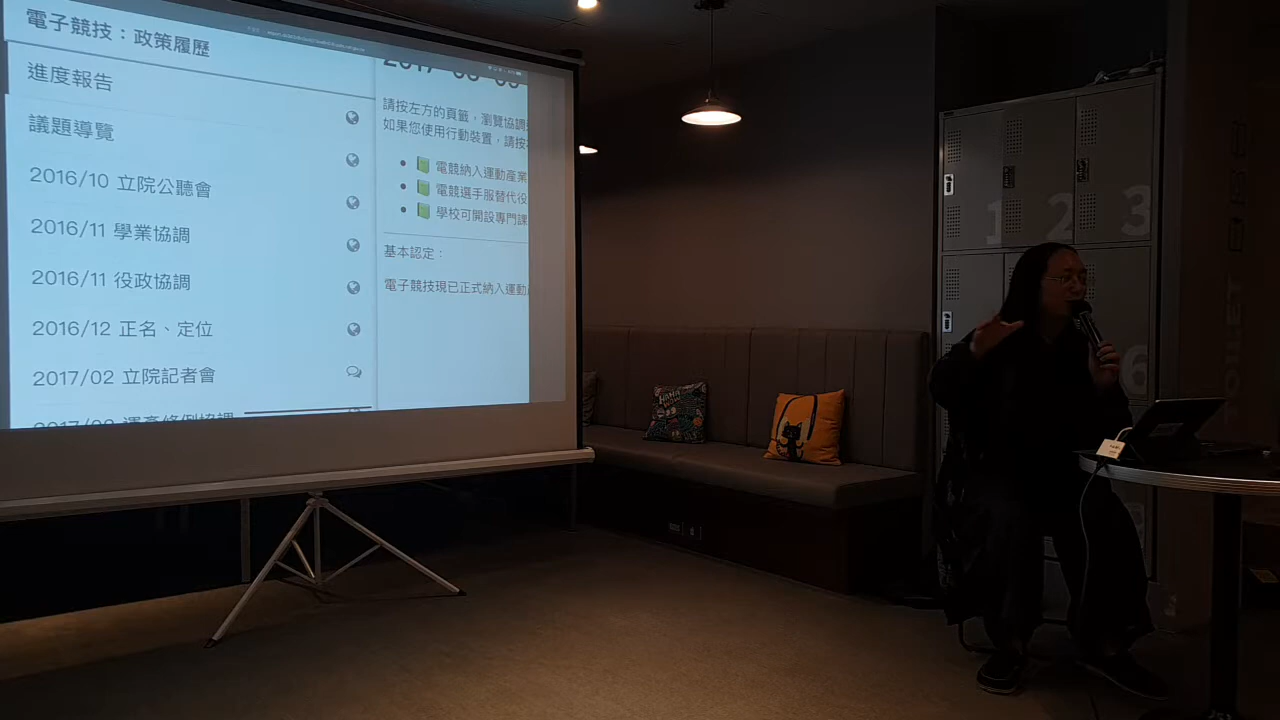 電子競技：政策履歷
進度報告
議題導覽
2016/10 立院公聽會
2016/11 學業協調
2016/11 役政協調
2016/12 正名、定位
2017/02 立院記者會
請按左方的頁籤，瀏覽協調
如果您使用行動裝置，請按
電競納入運動產業
電競選手服替代役
學校可開設專門課
基本認定：
電子競技現已正式納入運動
1
2
3
6
TOILET